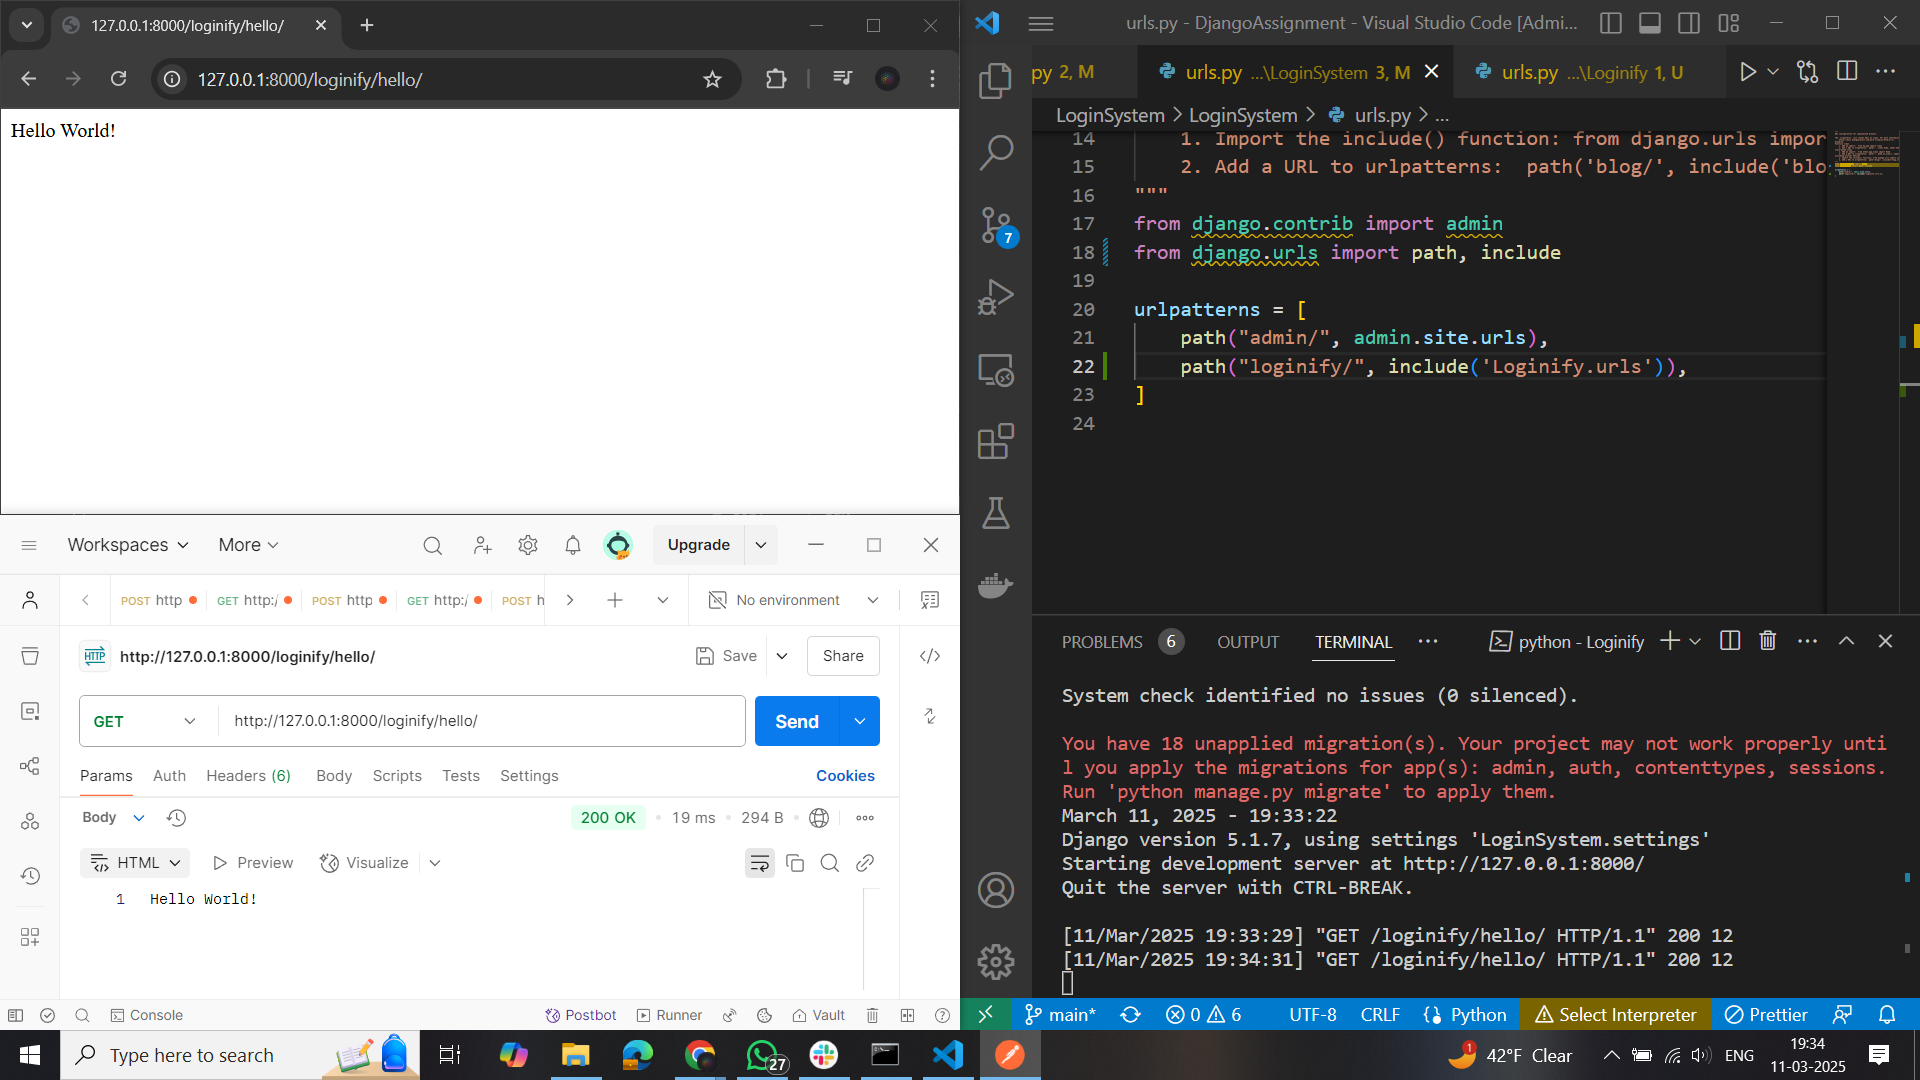 127.0.0.1:8000/loginify/hello/
127.0.0.1:8000/loginify/hello/
Hello World!
Workspaces
More
Upgrade
POST http
GET http:/
POST http
GET http:/
POST h
No environment
HTTP
http://127.0.0.1:8000/loginify/hello/
Save
Share
GET
http://127.0.0.1:8000/loginify/hello/
Send
Params
Auth
Headers (6)
Body
Scripts
Tests
Settings
Cookies
Body
200 OK
19 ms
294 B
HTML
Preview
Visualize
1 Hello World!
Console
Postbot
Runner
Vault
urls.py - DjangoAssignment - Visual Studio Code [Admi...
py 2, M
urls.py ...\LoginSystem 3, M
urls.py ...\Loginify 1, U
LoginSystem > LoginSystem > urls.py > ...
7
14 1. Import the include() function: from django.urls impor
15 2. Add a URL to urlpatterns: path('blog/', include('blo
16 """
17 from django.contrib import admin
18 from django.urls import path, include
19
20 urlpatterns = [
21 path("admin/", admin.site.urls),
22 path("loginify/", include('Loginify.urls')),
23 ]
24
PROBLEMS 6
OUTPUT
TERMINAL
python - Loginify
System check identified no issues (0 silenced).
You have 18 unapplied migration(s). Your project may not work properly unti
l you apply the migrations for app(s): admin, auth, contenttypes, sessions.
Run 'python manage.py migrate' to apply them.
March 11, 2025 - 19:33:22
Django version 5.1.7, using settings 'LoginSystem.settings'
Starting development server at http://127.0.0.1:8000/
Quit the server with CTRL-BREAK.
[11/Mar/2025 19:33:29] "GET /loginify/hello/ HTTP/1.1" 200 12
[11/Mar/2025 19:34:31] "GET /loginify/hello/ HTTP/1.1" 200 12
main*
0
6
UTF-8
CRLF
Python
Select Interpreter
Prettier
Type here to search
27
1
42°F Clear
ENG
19:34
11-03-2025